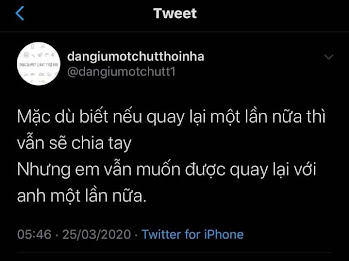 Tweet
dangiumotchutthoinha
@dangiumotchutt1
Mặc dù biết nếu quay lại một lần nữa thì
vẫn sẽ chia tay
Nhưng em vẫn muốn được quay lại với
anh một lần nữa.
05:46 · 25/03/2020 · Twitter for iPhone